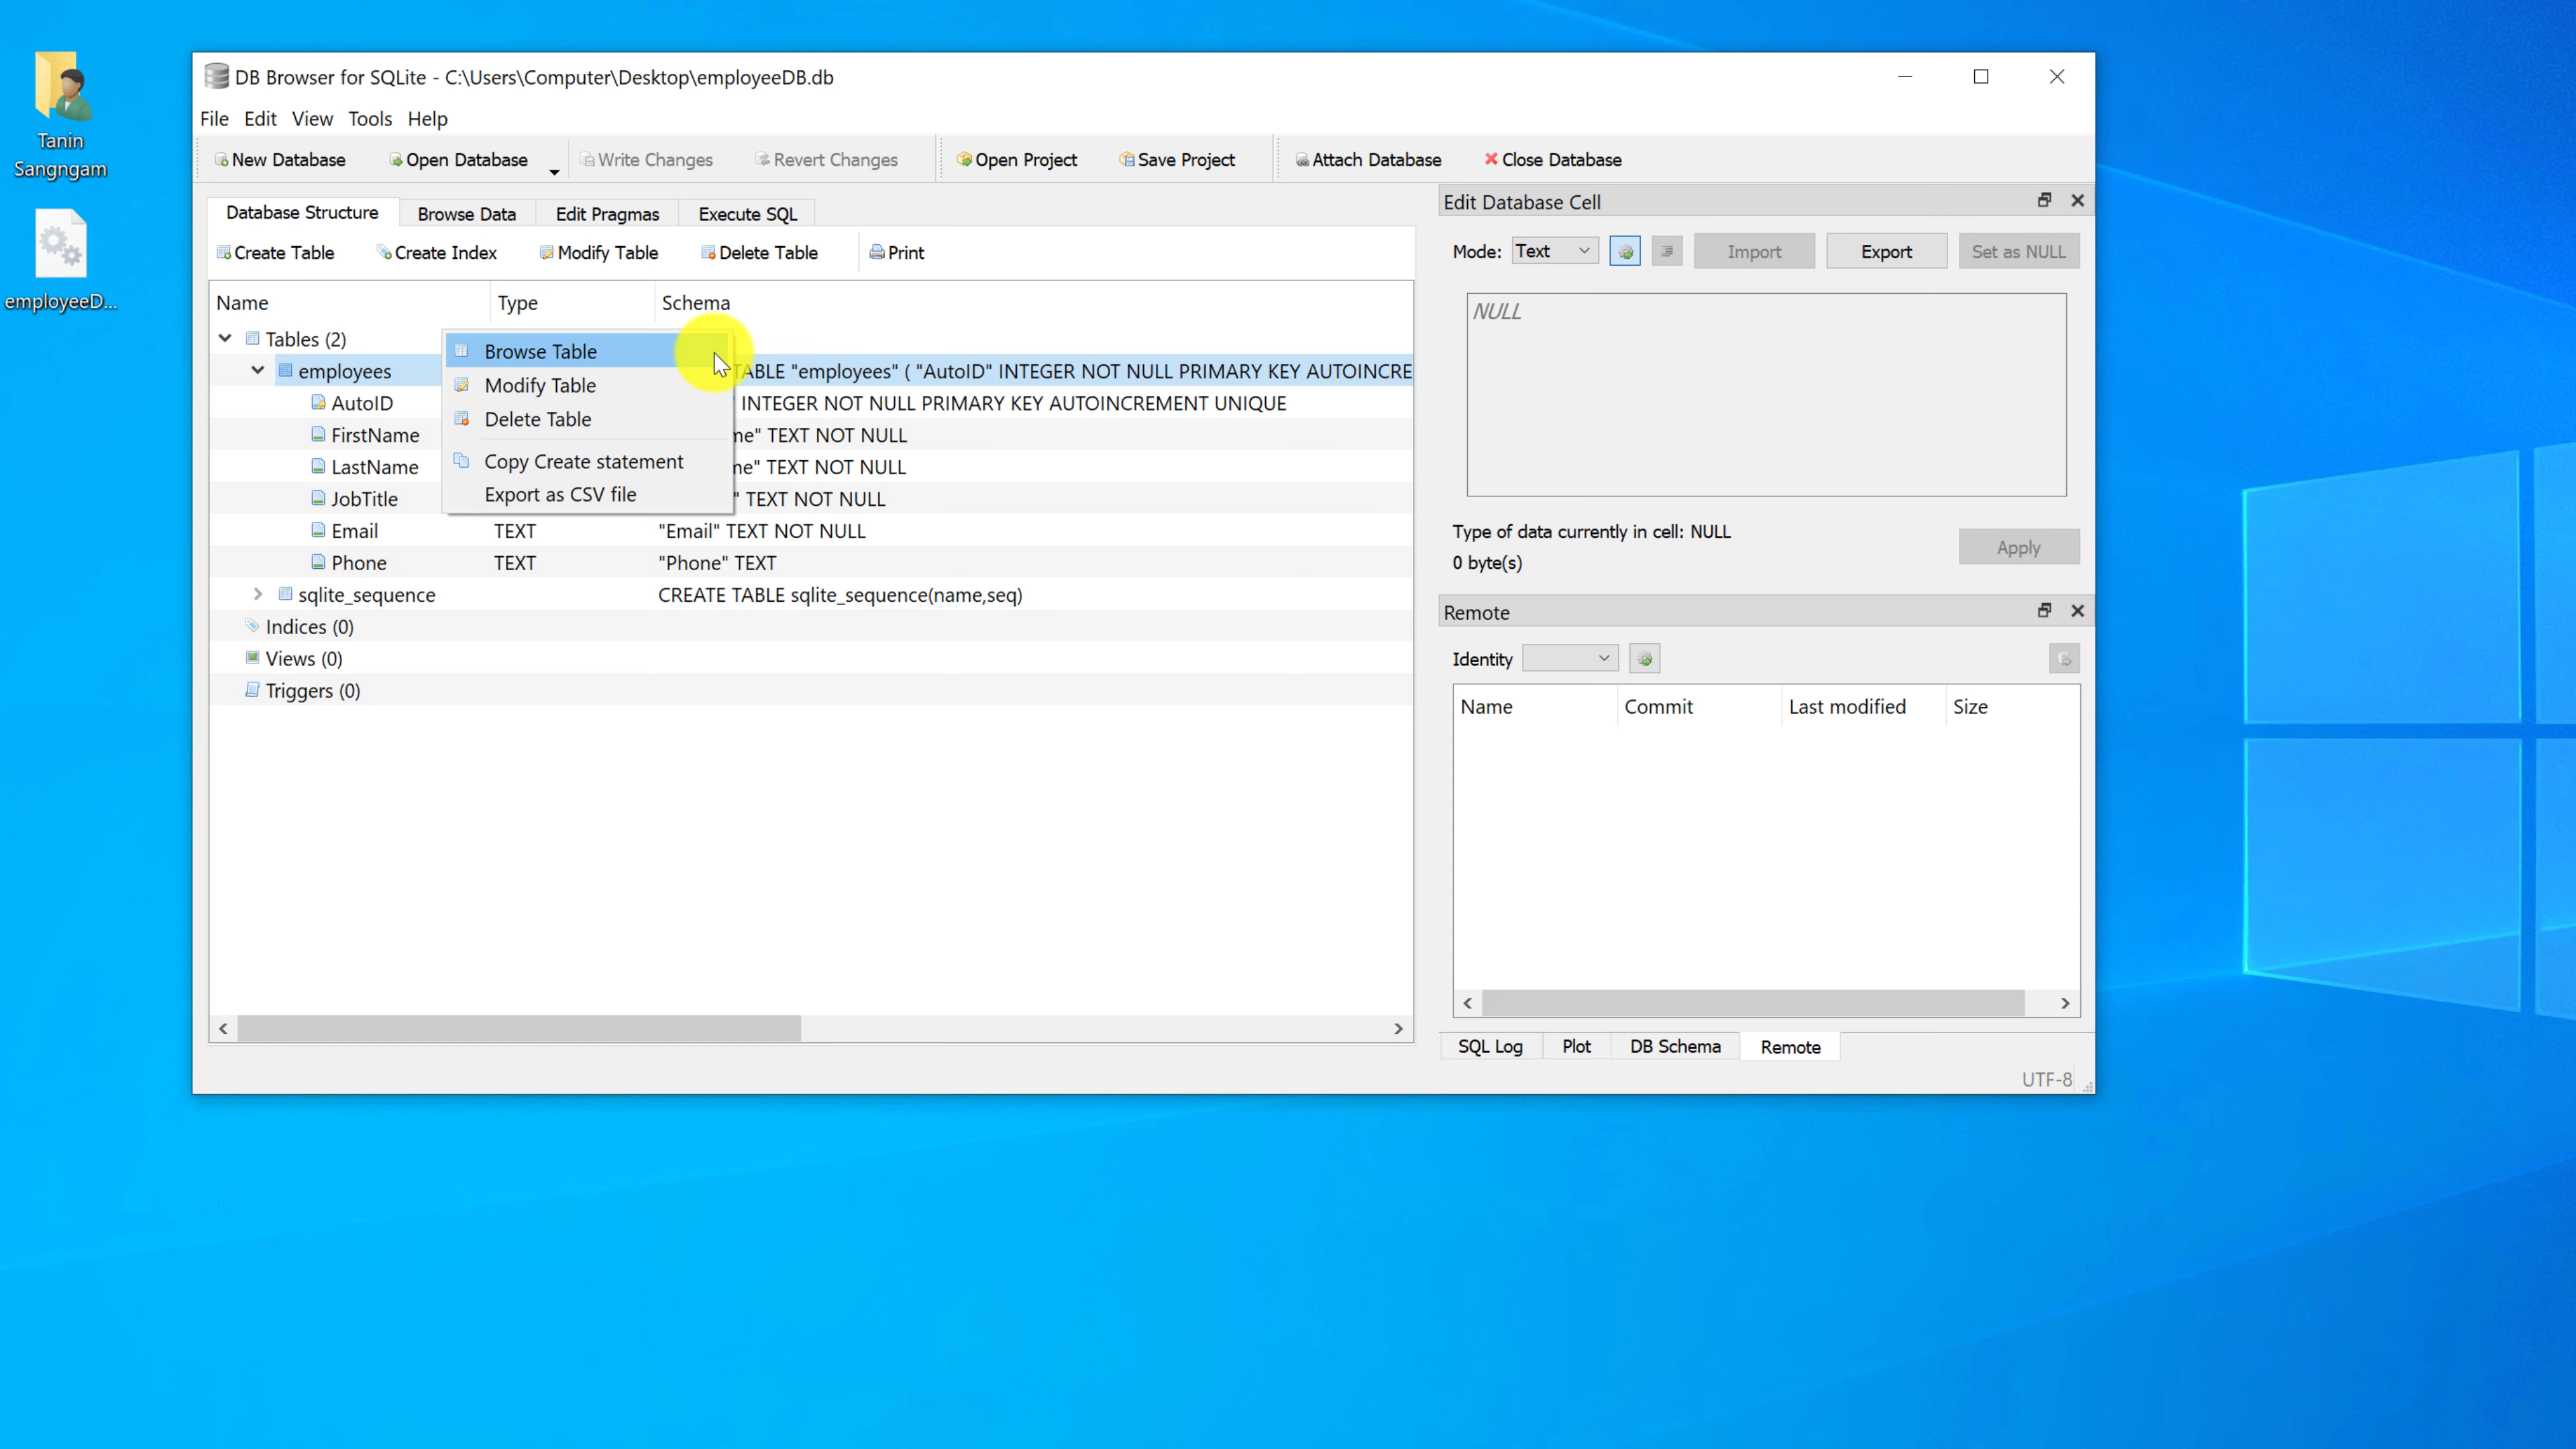 Tanin
Sangngam
employeeD...
DB Browser for SQLite - C:\Users\Computer\Desktop\employeeDB.db
File Edit View Tools Help
New Database Open Database Write Changes Revert Changes Open Project Save Project Attach Database Close Database
Database Structure Browse Data Edit Pragmas Execute SQL
Create Table Create Index Modify Table Delete Table Print
Name Type Schema
Tables (2)
employees TABLE "employees" ( "AutoID" INTEGER NOT NULL PRIMARY KEY AUTOINCRE
AutoID INTEGER NOT NULL PRIMARY KEY AUTOINCREMENT UNIQUE
FirstName me" TEXT NOT NULL
LastName me" TEXT NOT NULL
JobTitle " TEXT NOT NULL
Email TEXT "Email" TEXT NOT NULL
Phone TEXT "Phone" TEXT
sqlite_sequence CREATE TABLE sqlite_sequence(name,seq)
Indices (0)
Views (0)
Triggers (0)
Browse Table
Modify Table
Delete Table
Copy Create statement
Export as CSV file
Edit Database Cell
Mode: Text Import Export Set as NULL
NULL
Type of data currently in cell: NULL
0 byte(s)
Apply
Remote
Identity
Name Commit Last modified Size
SQL Log Plot DB Schema Remote
UTF-8